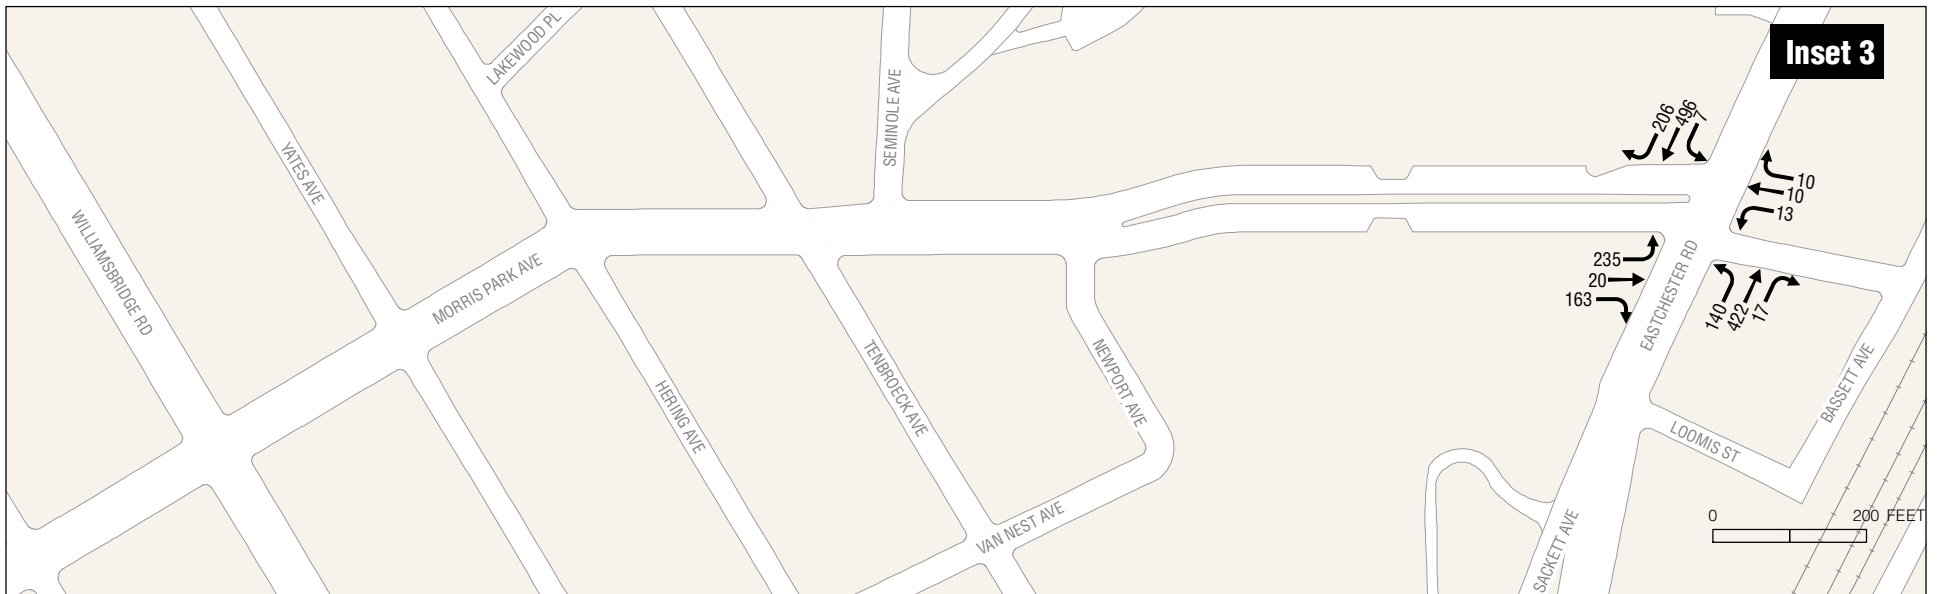 Inset 3
LAKEWOOD PL
SEMINOLE AVE
YATES AVE
WILLIAMSBRIDGE RD
MORRIS PARK AVE
206
496
7
10
10
13
235
20
163
140
422
17
EASTCHESTER RD
HERING AVE
TENBROECK AVE
NEWPORT AVE
BASSETT AVE
LOOMIS ST
VAN NEST AVE
SACKETT AVE
0 200 FEET